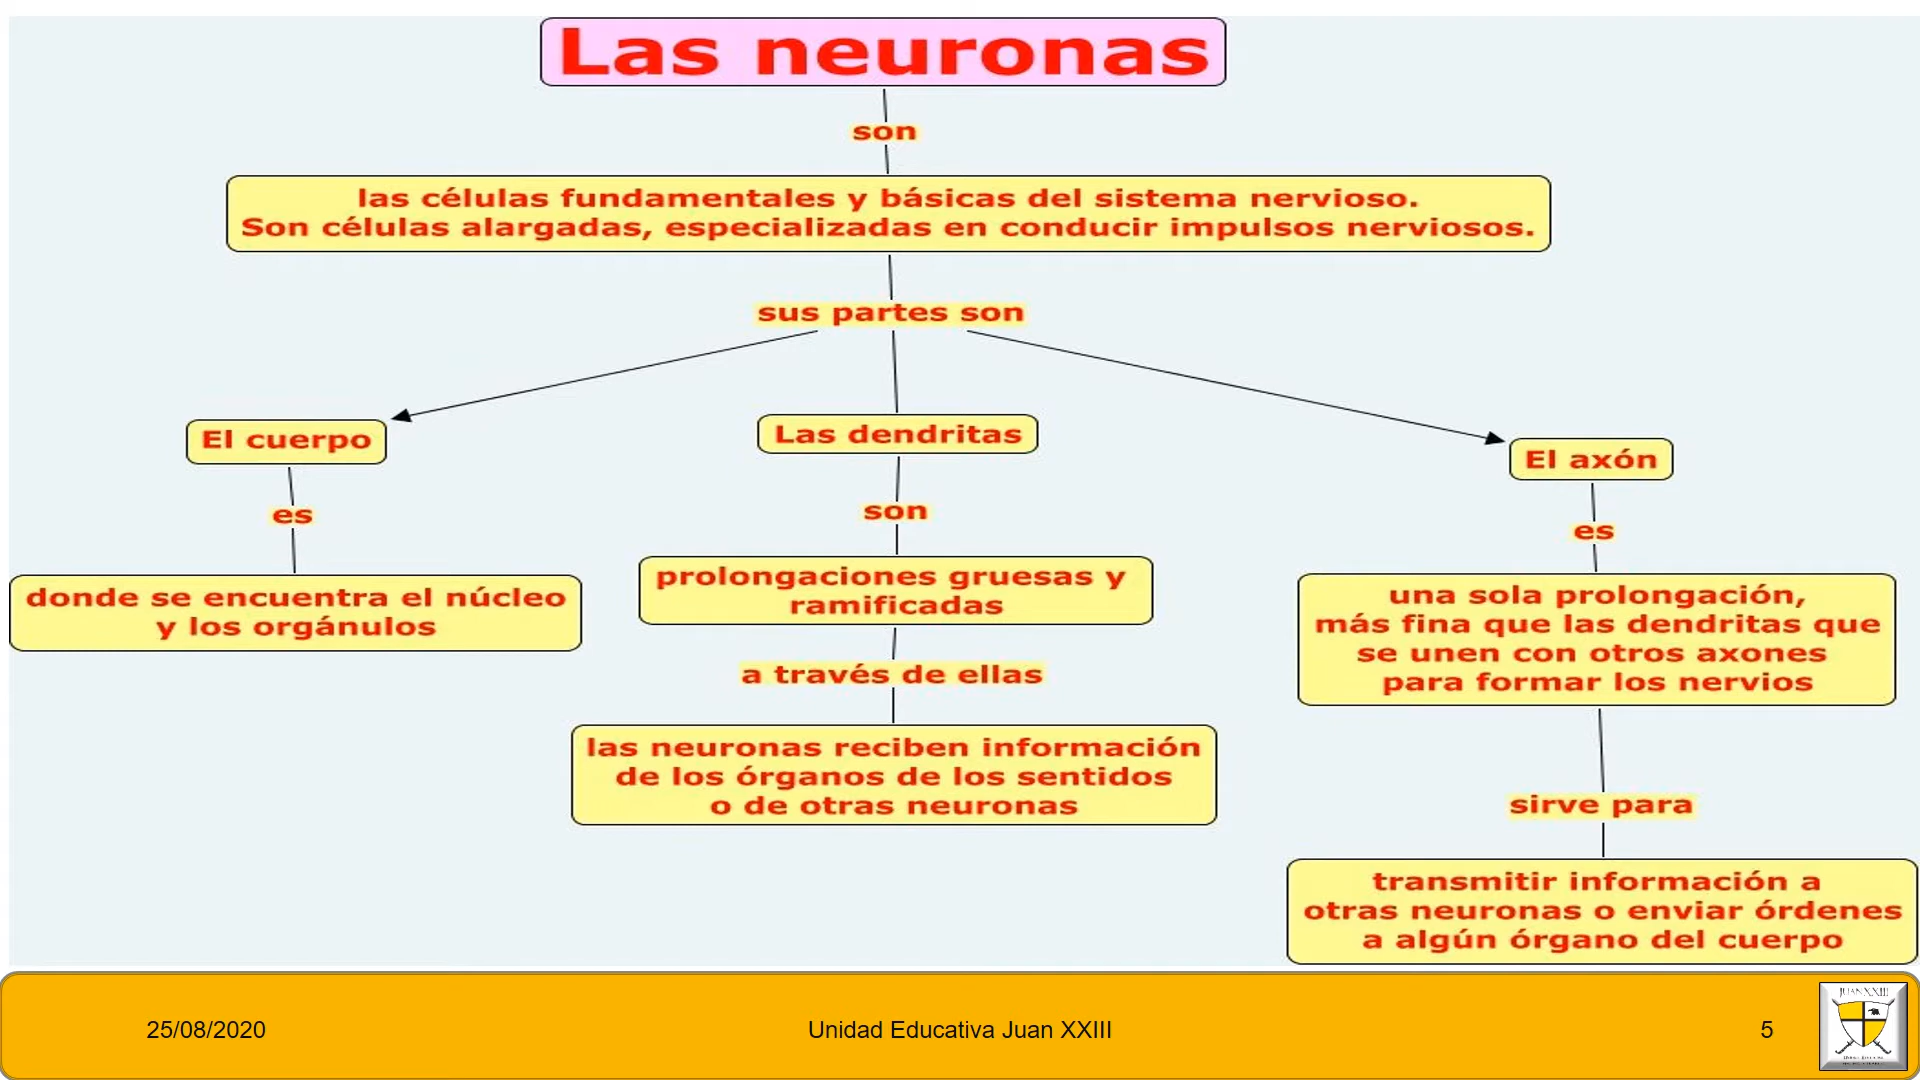 Las neuronas
son
las células fundamentales y básicas del sistema nervioso.
Son células alargadas, especializadas en conducir impulsos nerviosos.
sus partes son
El cuerpo
es
donde se encuentra el núcleo
y los orgánulos
Las dendritas
son
prolongaciones gruesas y
ramificadas
a través de ellas
las neuronas reciben información
de los órganos de los sentidos
o de otras neuronas
El axón
es
una sola prolongación,
más fina que las dendritas que
se unen con otros axones
para formar los nervios
sirve para
transmitir información a
otras neuronas o enviar órdenes
a algún órgano del cuerpo
25/08/2020
Unidad Educativa Juan XXIII
5
JUAN XXIII